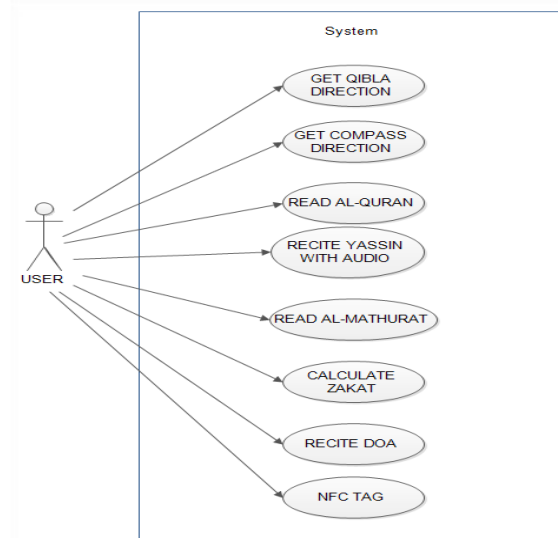 System
GET QIBLA
DIRECTION
GET COMPASS
DIRECTION
READ AL-QURAN
RECITE YASSIN
WITH AUDIO
USER
READ AL-MATHURAT
CALCULATE
ZAKAT
RECITE DOA
NFC TAG